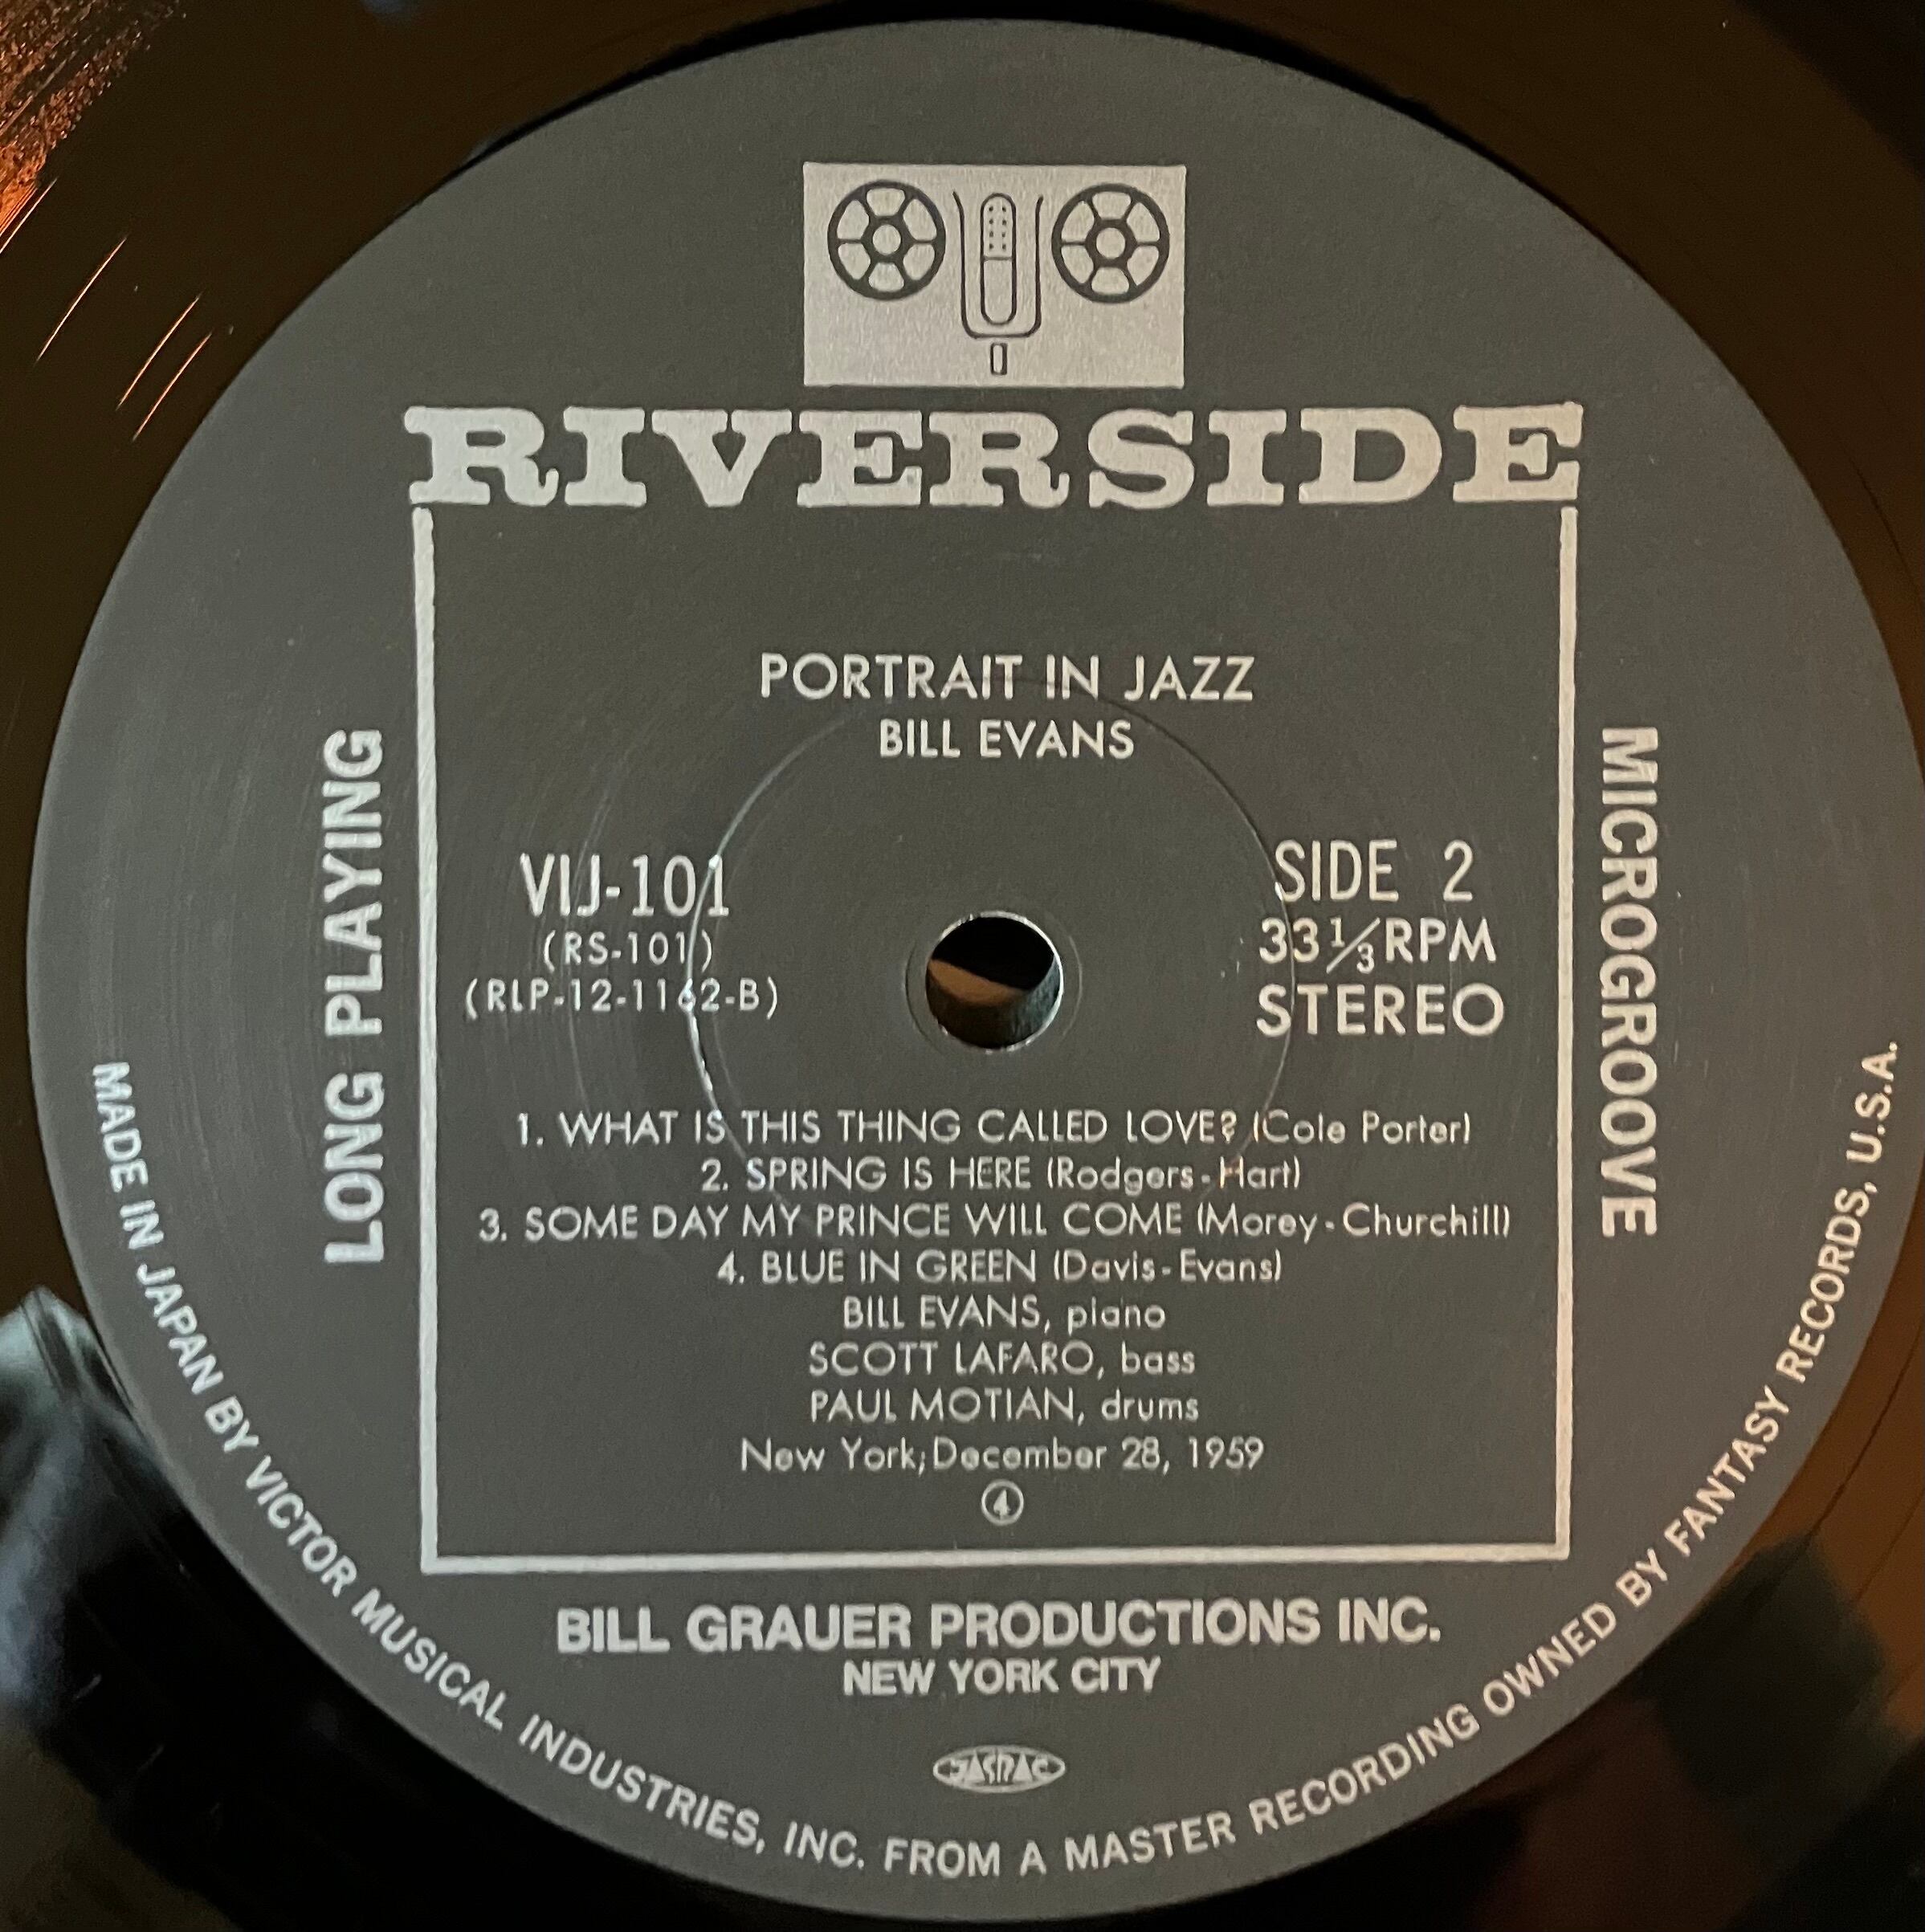 RIVERSIDE
PORTRAIT IN JAZZ
BILL EVANS
LONG PLAYING
MICROGROOVE
VIJ-101
(RS-101)
(RLP-12-1162-B)
SIDE 2
33⅓RPM
STEREO
1. WHAT IS THIS THING CALLED LOVE? (Cole Porter)
2. SPRING IS HERE (Rodgers-Hart)
3. SOME DAY MY PRINCE WILL COME (Morey-Churchill)
4. BLUE IN GREEN (Davis-Evans)
BILL EVANS, piano
SCOTT LAFARO, bass
PAUL MOTIAN, drums
New York; December 28, 1959
④
BILL GRAUER PRODUCTIONS INC.
NEW YORK CITY
JASRAC
MADE IN JAPAN BY VICTOR MUSICAL INDUSTRIES, INC. FROM A MASTER RECORDING OWNED BY FANTASY RECORDS, U.S.A.